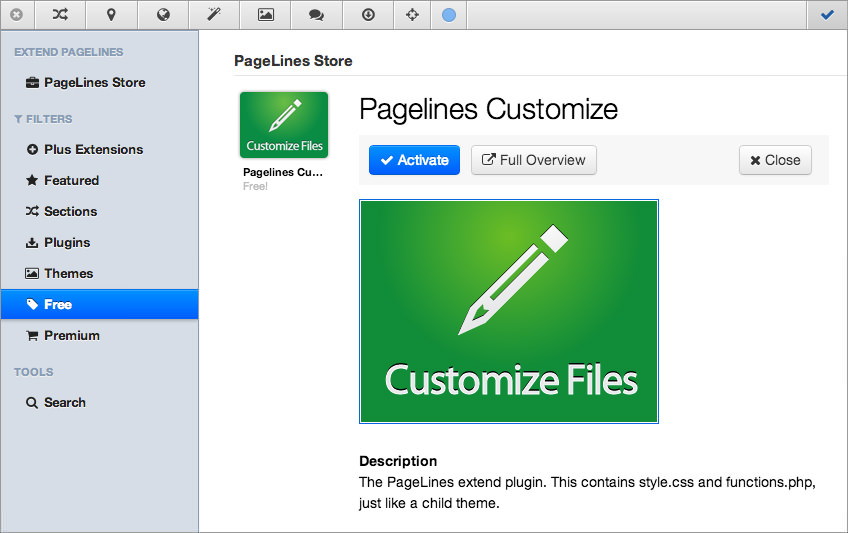 EXTEND PAGELINES
PageLines Store
FILTERS
Plus Extensions
Featured
Sections
Plugins
Themes
Free
Premium
TOOLS
Search
PageLines Store
Customize Files
Pagelines Cu...
Free!
Pagelines Customize
Activate
Full Overview
Close
Customize Files
Description
The PageLines extend plugin. This contains style.css and functions.php,
just like a child theme.